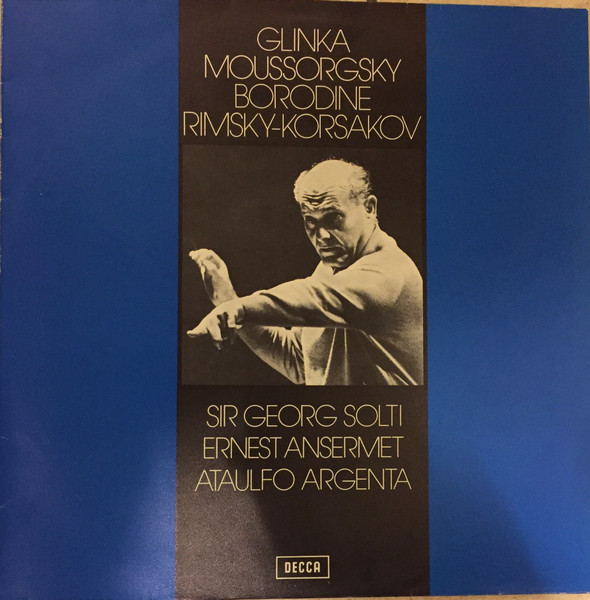 GLINKA
MOUSSORGSKY
BORODINE
RIMSKY-KORSAKOV
SIR GEORG SOLTI
ERNEST ANSERMET
ATAULFO ARGENTA
DECCA